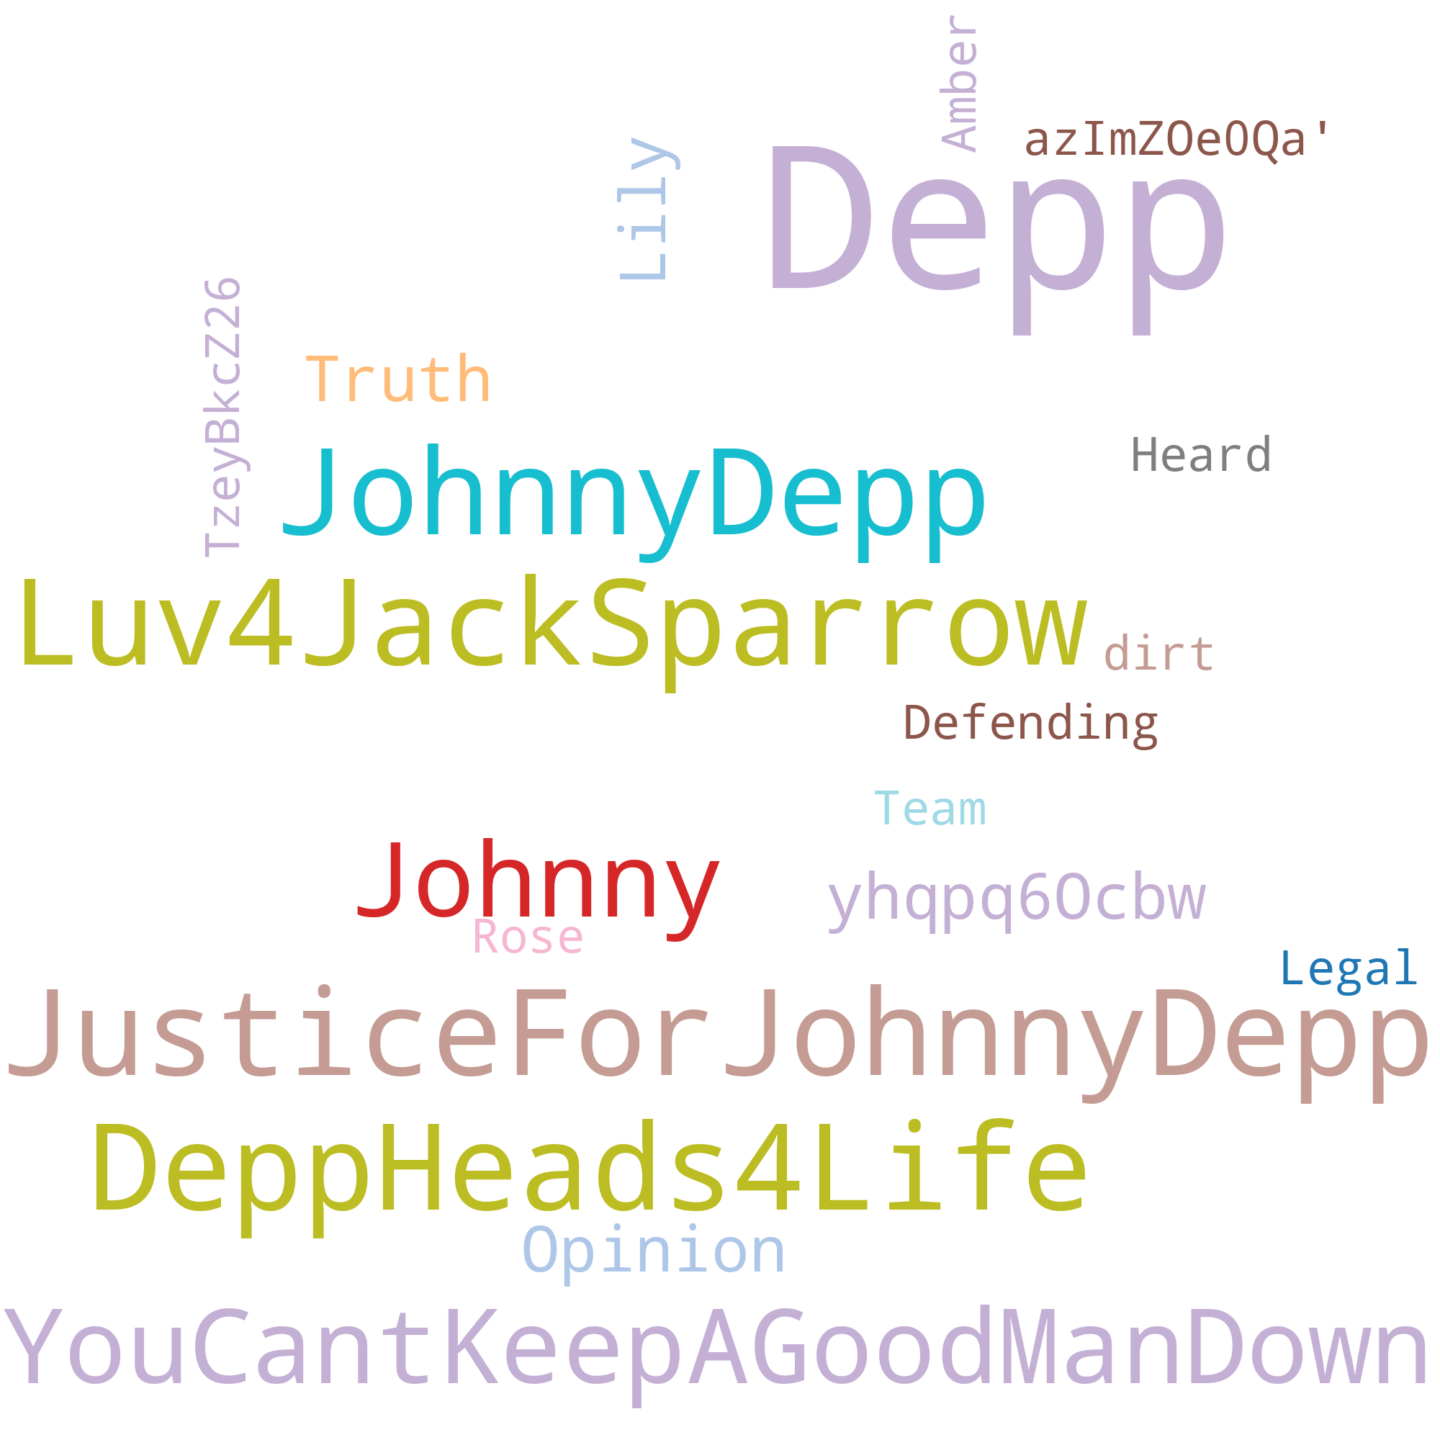 Amber
azImZOe0Qa'
Lily
Depp
TzeyBkcZ26
Truth
Heard
JohnnyDepp
Luv4JackSparrow
dirt
Defending
Team
Johnny
yhqpq6Ocbw
Rose
Legal
JusticeForJohnnyDepp
DeppHeads4Life
Opinion
YouCantKeepAGoodManDown